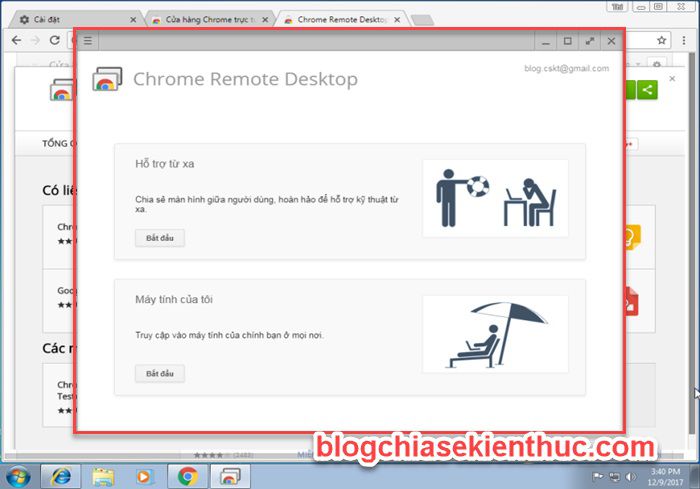 Cài đặt
Cửa hàng Chrome trực tu
Chrome Remote Desktop
Cửa
Chrome Remote Desktop
blog.cskt@gmail.com
TỔNG
Hỗ trợ từ xa
Chia sẻ màn hình giữa người dùng, hoàn hảo để hỗ trợ kỹ thuật từ
xa.
Bắt đầu
Có liê
Chro
Goo
Máy tính của tôi
Truy cập vào máy tính của chính bạn ở mọi nơi.
Bắt đầu
Các m
Chro
Test
(2483)
blogchiasekienthuc.com
3:40 PM
12/9/2017